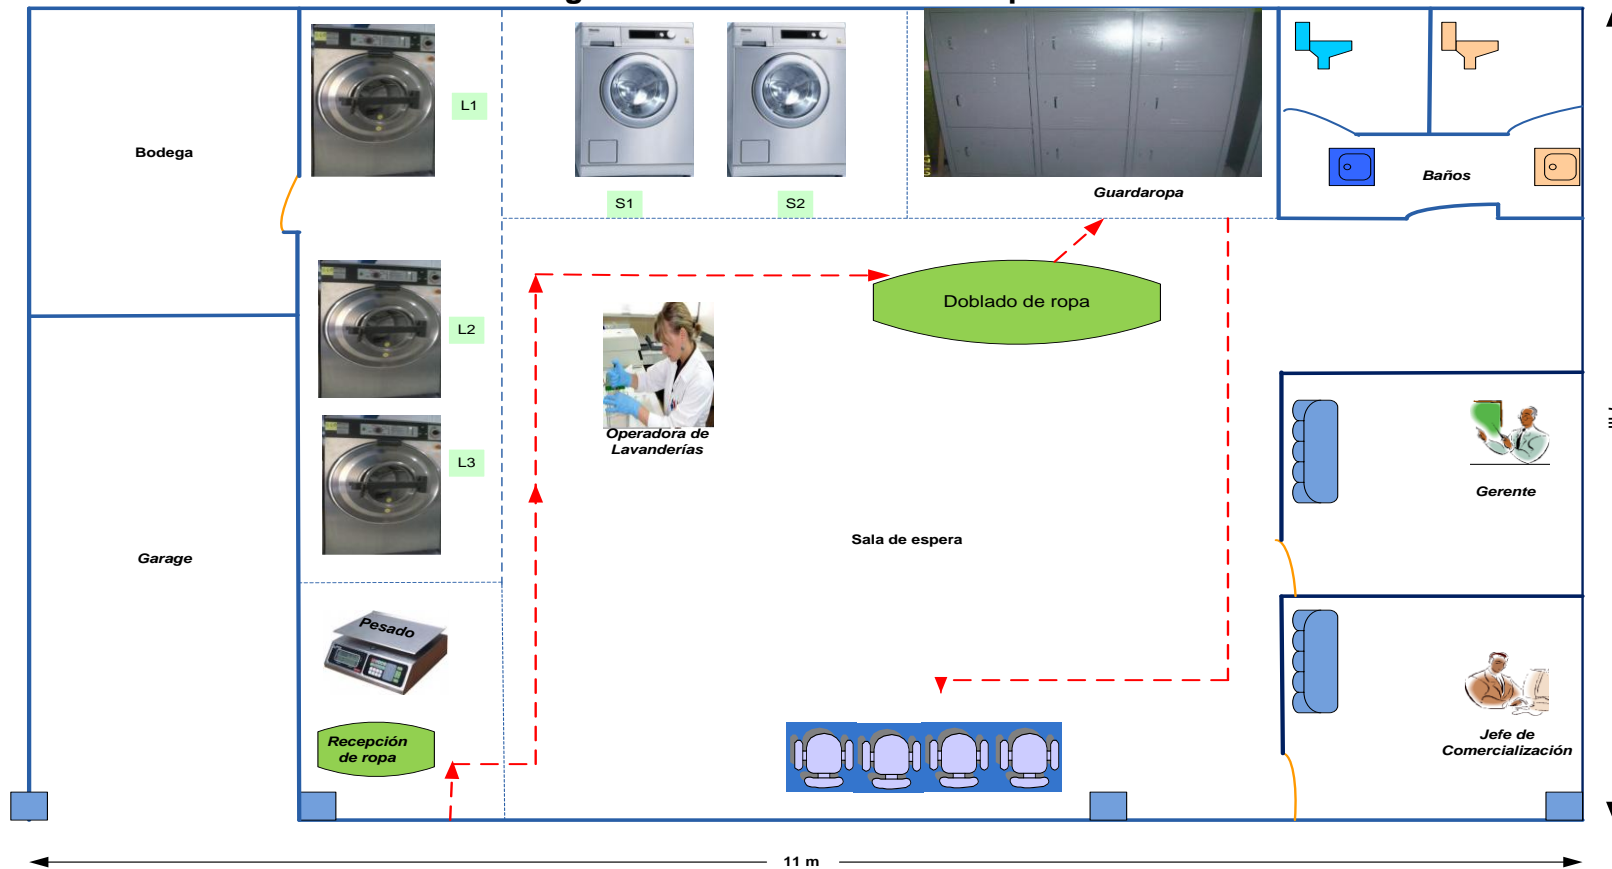 L1
Bodega
S1
S2
Guardaropa
Baños
Doblado de ropa
L2
Operadora de
Lavanderías
L3
Gerente
Sala de espera
Garage
Pesado
Recepción
de ropa
Jefe de
Comercialización
11 m